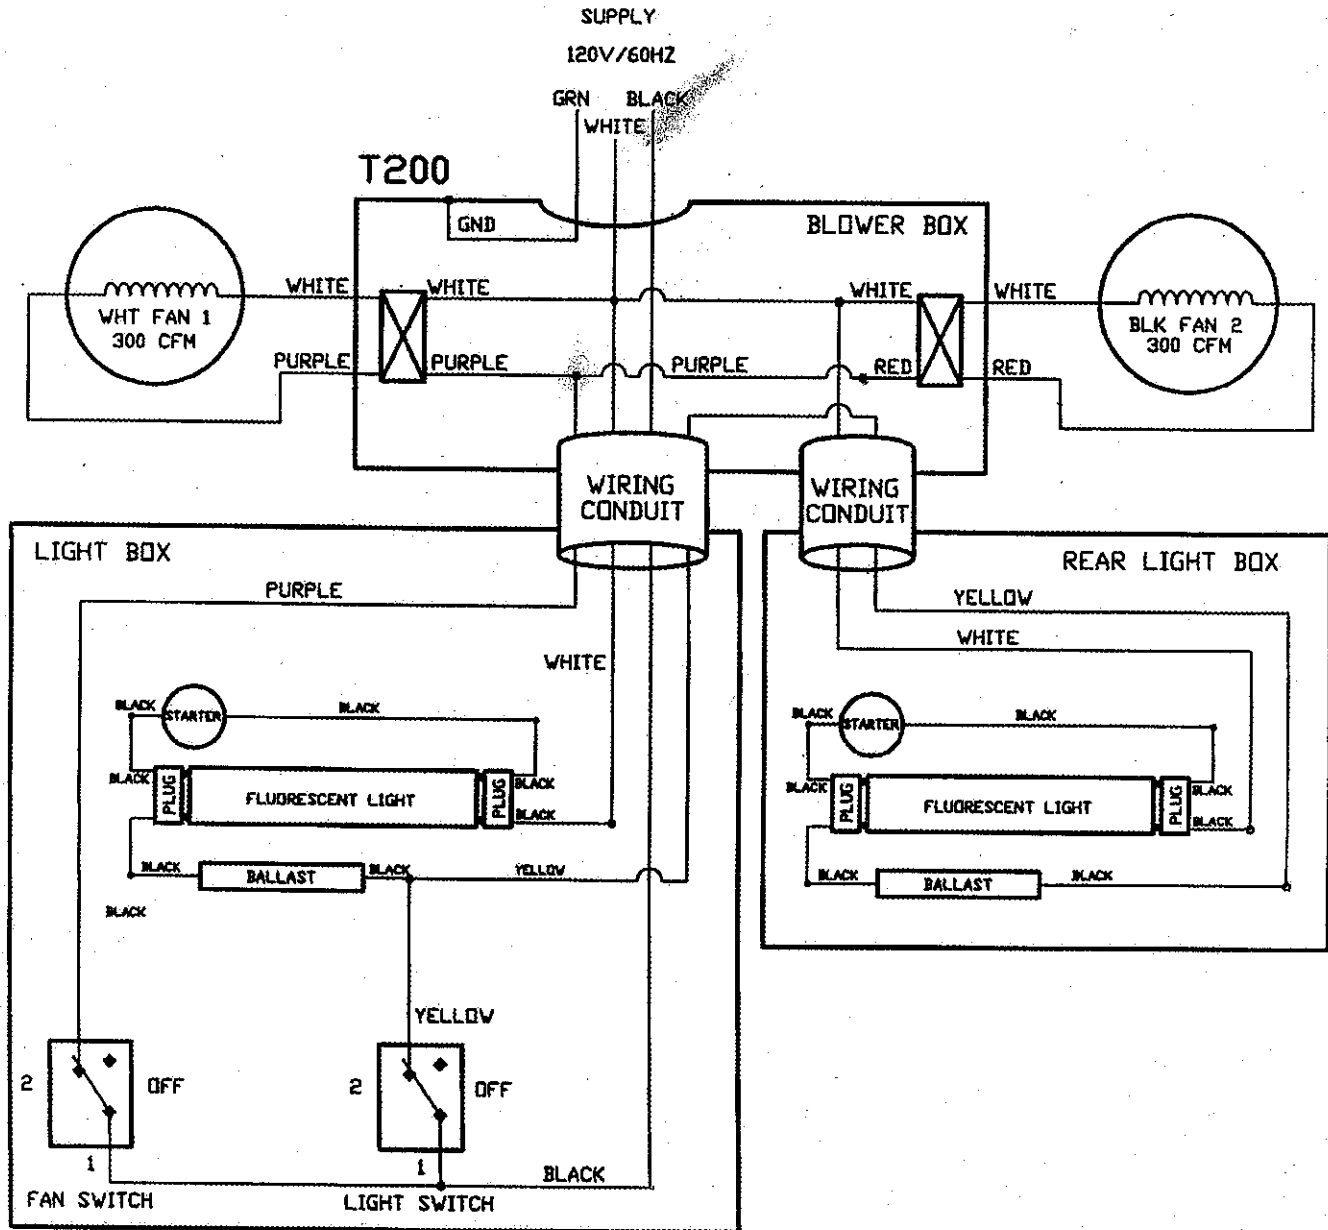 SUPPLY
120V/60HZ
GRN BLACK
WHITE
T200
GND
BLOWER BOX
WHITE WHITE WHITE WHITE
WHT FAN 1
300 CFM
BLK FAN 2
300 CFM
PURPLE PURPLE PURPLE RED RED
WIRING
CONDUIT
WIRING
CONDUIT
LIGHT BOX
REAR LIGHT BOX
PURPLE
YELLOW
WHITE
WHITE
BLACK STARTER BLACK
BLACK STARTER BLACK
BLACK PLUG FLUORESCENT LIGHT PLUG BLACK
BLACK
BLACK PLUG FLUORESCENT LIGHT PLUG BLACK
BLACK
BLACK BALLAST BLACK YELLOW
BLACK BALLAST BLACK
BLACK
YELLOW
2 OFF
2 OFF
1
1
BLACK
FAN SWITCH
LIGHT SWITCH